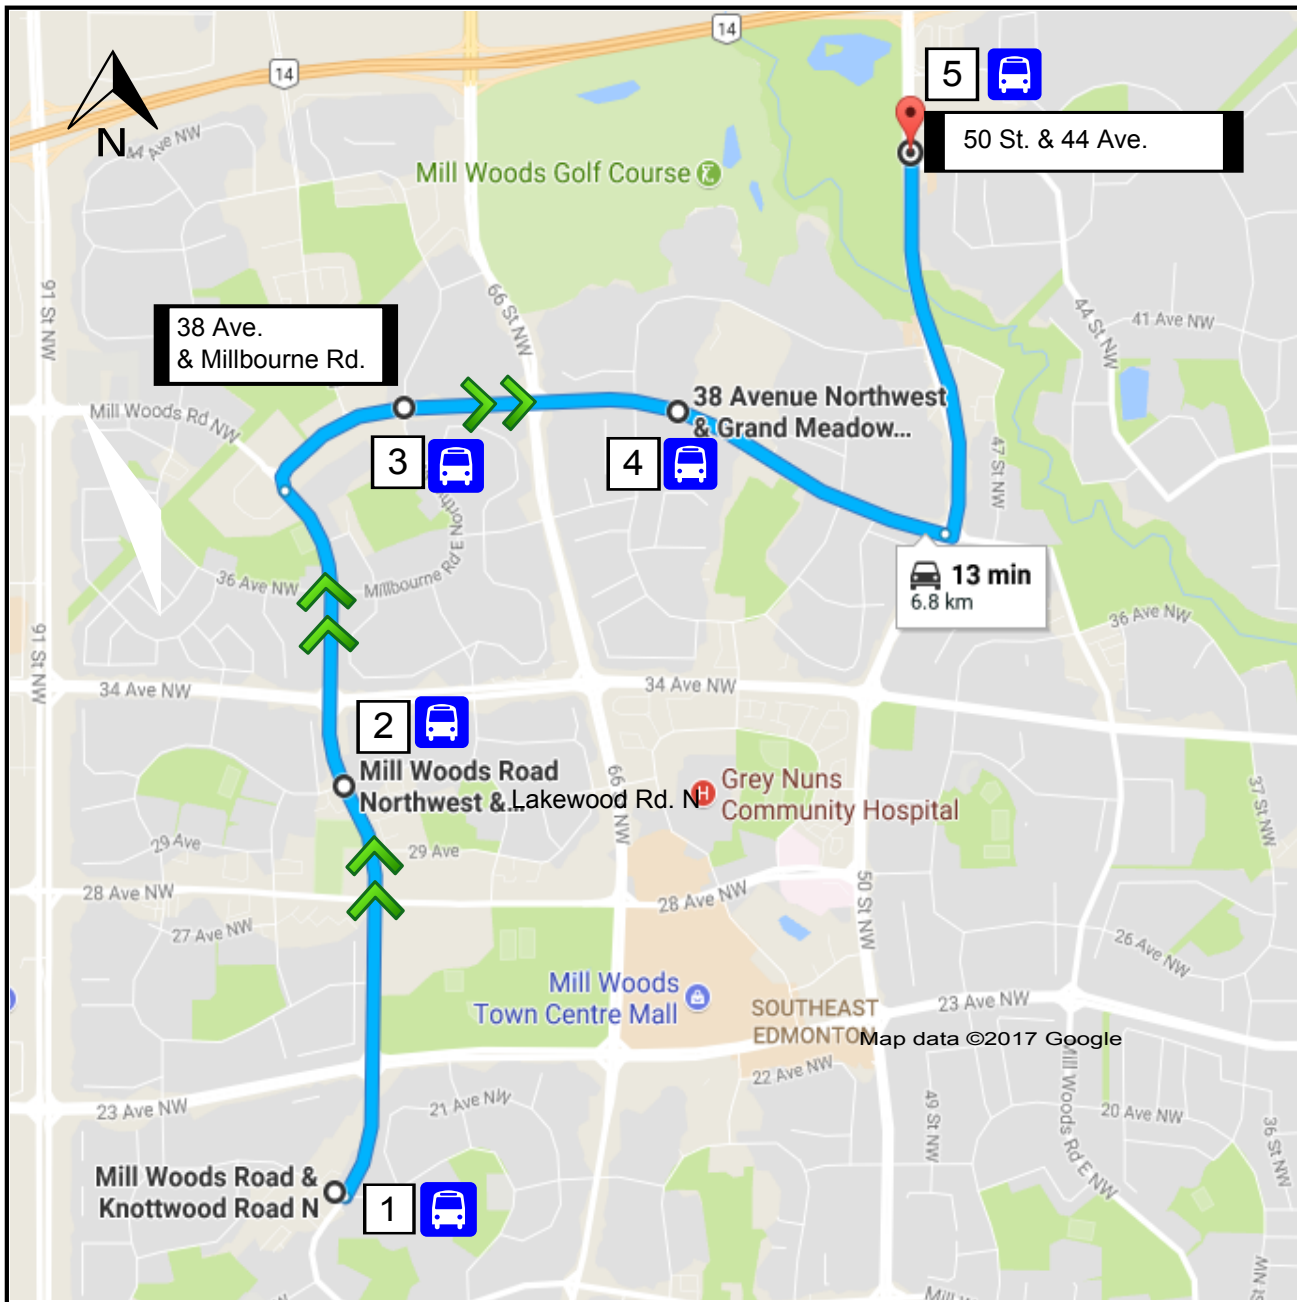 14
14
5
50 St. & 44 Ave.
N
44 Ave NW
Mill Woods Golf Course
91 St NW
66 St NW
44 St NW
41 Ave NW
38 Ave.
& Millbourne Rd.
Mill Woods Rd NW
38 Avenue Northwest
& Grand Meadow...
3
4
47 St NW
Millbourne Rd E North
36 Ave NW
13 min
6.8 km
36 Ave NW
91 St NW
34 Ave NW
34 Ave NW
2
Mill Woods Road
Northwest &...
Lakewood Rd. N
66 St NW
H
Grey Nuns
Community Hospital
37 St NW
29 Ave
29 Ave
28 Ave NW
28 Ave NW
50 St NW
27 Ave NW
26 Ave NW
Mill Woods
Town Centre Mall
SOUTHEAST
EDMONTON
23 Ave NW
Map data ©2017 Google
22 Ave NW
23 Ave NW
21 Ave NW
49 St NW
Mill Woods Rd E NW
20 Ave NW
36 St NW
Mill Woods Road &
Knottwood Road N
1